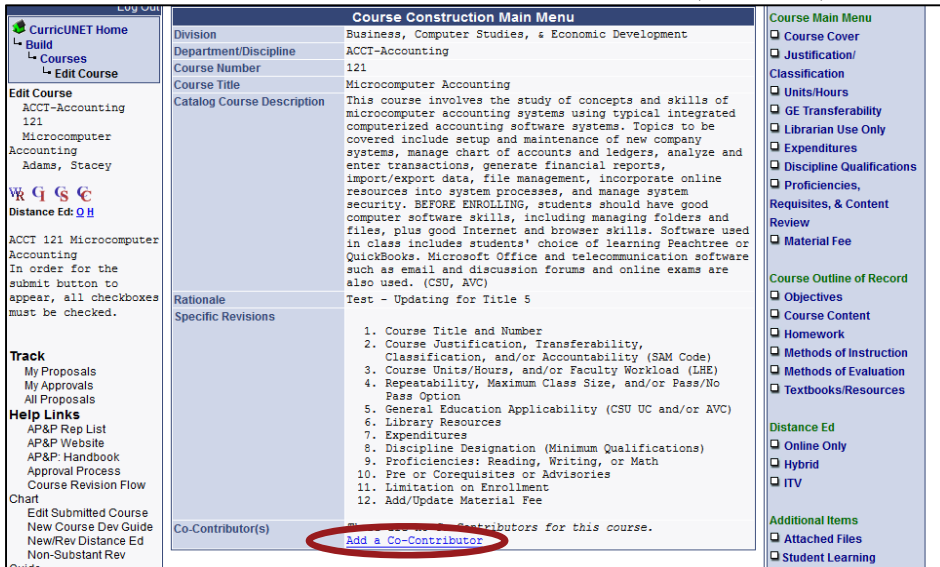 Log Out
CurricUNET Home
Build
Courses
Edit Course
Edit Course
ACCT-Accounting
121
Microcomputer
Accounting
Adams, Stacey
WR CI CS CC
Distance Ed: O H
ACCT 121 Microcomputer
Accounting
In order for the
submit button to
appear, all checkboxes
must be checked.
Track
My Proposals
My Approvals
All Proposals
Help Links
AP&P Rep List
AP&P Website
AP&P: Handbook
Approval Process
Course Revision Flow
Chart
Edit Submitted Course
New Course Dev Guide
New/Rev Distance Ed
Non-Substant Rev
Guide
Course Construction Main Menu
Division Business, Computer Studies, & Economic Development
Department/Discipline ACCT-Accounting
Course Number 121
Course Title Microcomputer Accounting
Catalog Course Description This course involves the study of concepts and skills of
microcomputer accounting systems using typical integrated
computerized accounting software systems. Topics to be
covered include setup and maintenance of new company
systems, manage chart of accounts and ledgers, analyze and
enter transactions, generate financial reports,
import/export data, file management, incorporate online
resources into system processes, and manage system
security. BEFORE ENROLLING, students should have good
computer software skills, including managing folders and
files, plus good Internet and browser skills. Software used
in class includes students' choice of learning Peachtree or
QuickBooks. Microsoft Office and telecommunication software
such as email and discussion forums and online exams are
also used. (CSU, AVC)
Rationale Test - Updating for Title 5
Specific Revisions
1. Course Title and Number
2. Course Justification, Transferability,
Classification, and/or Accountability (SAM Code)
3. Course Units/Hours, and/or Faculty Workload (LHE)
4. Repeatability, Maximum Class Size, and/or Pass/No
Pass Option
5. General Education Applicability (CSU UC and/or AVC)
6. Library Resources
7. Expenditures
8. Discipline Designation (Minimum Qualifications)
9. Proficiencies: Reading, Writing, or Math
10. Pre or Corequisites or Advisories
11. Limitation on Enrollment
12. Add/Update Material Fee
Co-Contributor(s) There are no Co-Contributors for this course.
Add a Co-Contributor
Course Main Menu
Course Cover
Justification/
Classification
Units/Hours
GE Transferability
Librarian Use Only
Expenditures
Discipline Qualifications
Proficiencies,
Requisites, & Content
Review
Material Fee
Course Outline of Record
Objectives
Course Content
Homework
Methods of Instruction
Methods of Evaluation
Textbooks/Resources
Distance Ed
Online Only
Hybrid
ITV
Additional Items
Attached Files
Student Learning